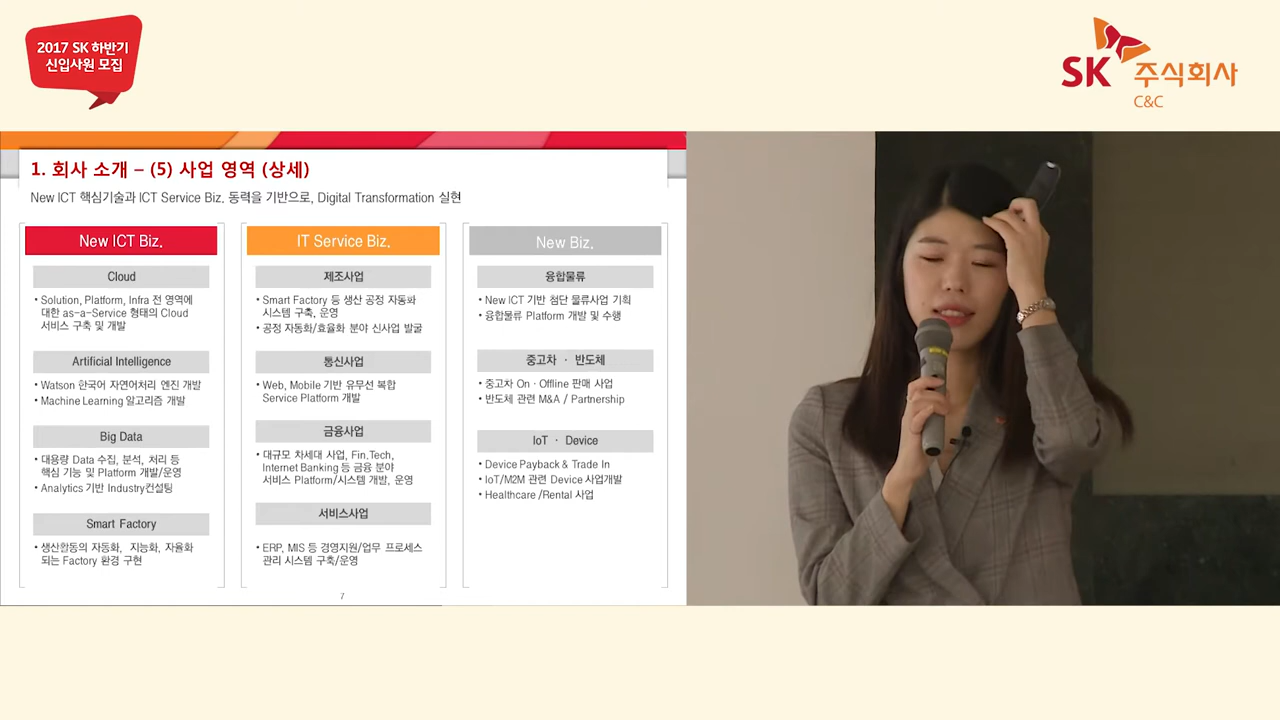 2017 SK 하반기
신입사원 모집
SK 주식회사
C&C
1. 회사 소개 – (5) 사업 영역 (상세)
New ICT 핵심기술과 ICT Service Biz. 동력을 기반으로, Digital Transformation 실현
New ICT Biz.
Cloud
• Solution, Platform, Infra 전 영역에
대한 as-a-Service 형태의 Cloud
서비스 구축 및 개발
Artificial Intelligence
• Watson 한국어 자연어처리 엔진 개발
• Machine Learning 알고리즘 개발
Big Data
• 대용량 Data 수집, 분석, 처리 등
핵심 기능 및 Platform 개발/운영
• Analytics 기반 Industry컨설팅
Smart Factory
• 생산활동의 자동화, 지능화, 자율화
되는 Factory 환경 구현
IT Service Biz.
제조사업
• Smart Factory 등 생산 공정 자동화
시스템 구축, 운영
• 공정 자동화/효율화 분야 신사업 발굴
통신사업
• Web, Mobile 기반 유무선 복합
Service Platform 개발
금융사업
• 대규모 차세대 사업, Fin.Tech,
Internet Banking 등 금융 분야
서비스 Platform/시스템 개발, 운영
서비스사업
• ERP, MIS 등 경영지원/업무 프로세스
관리 시스템 구축/운영
New Biz.
융합물류
• New ICT 기반 첨단 물류사업 기획
• 융합물류 Platform 개발 및 수행
중고차 · 반도체
• 중고차 On · Offline 판매 사업
• 반도체 관련 M&A / Partnership
IoT · Device
• Device Payback & Trade In
• IoT/M2M 관련 Device 사업개발
• Healthcare /Rental 사업
7